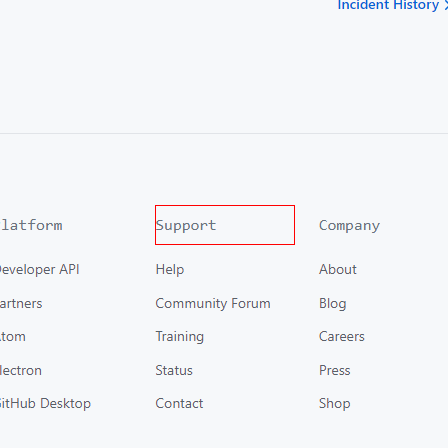 Incident History
latform
eveloper API
artners
tom
lectron
itHub Desktop
Support
Help
Community Forum
Training
Status
Contact
Company
About
Blog
Careers
Press
Shop